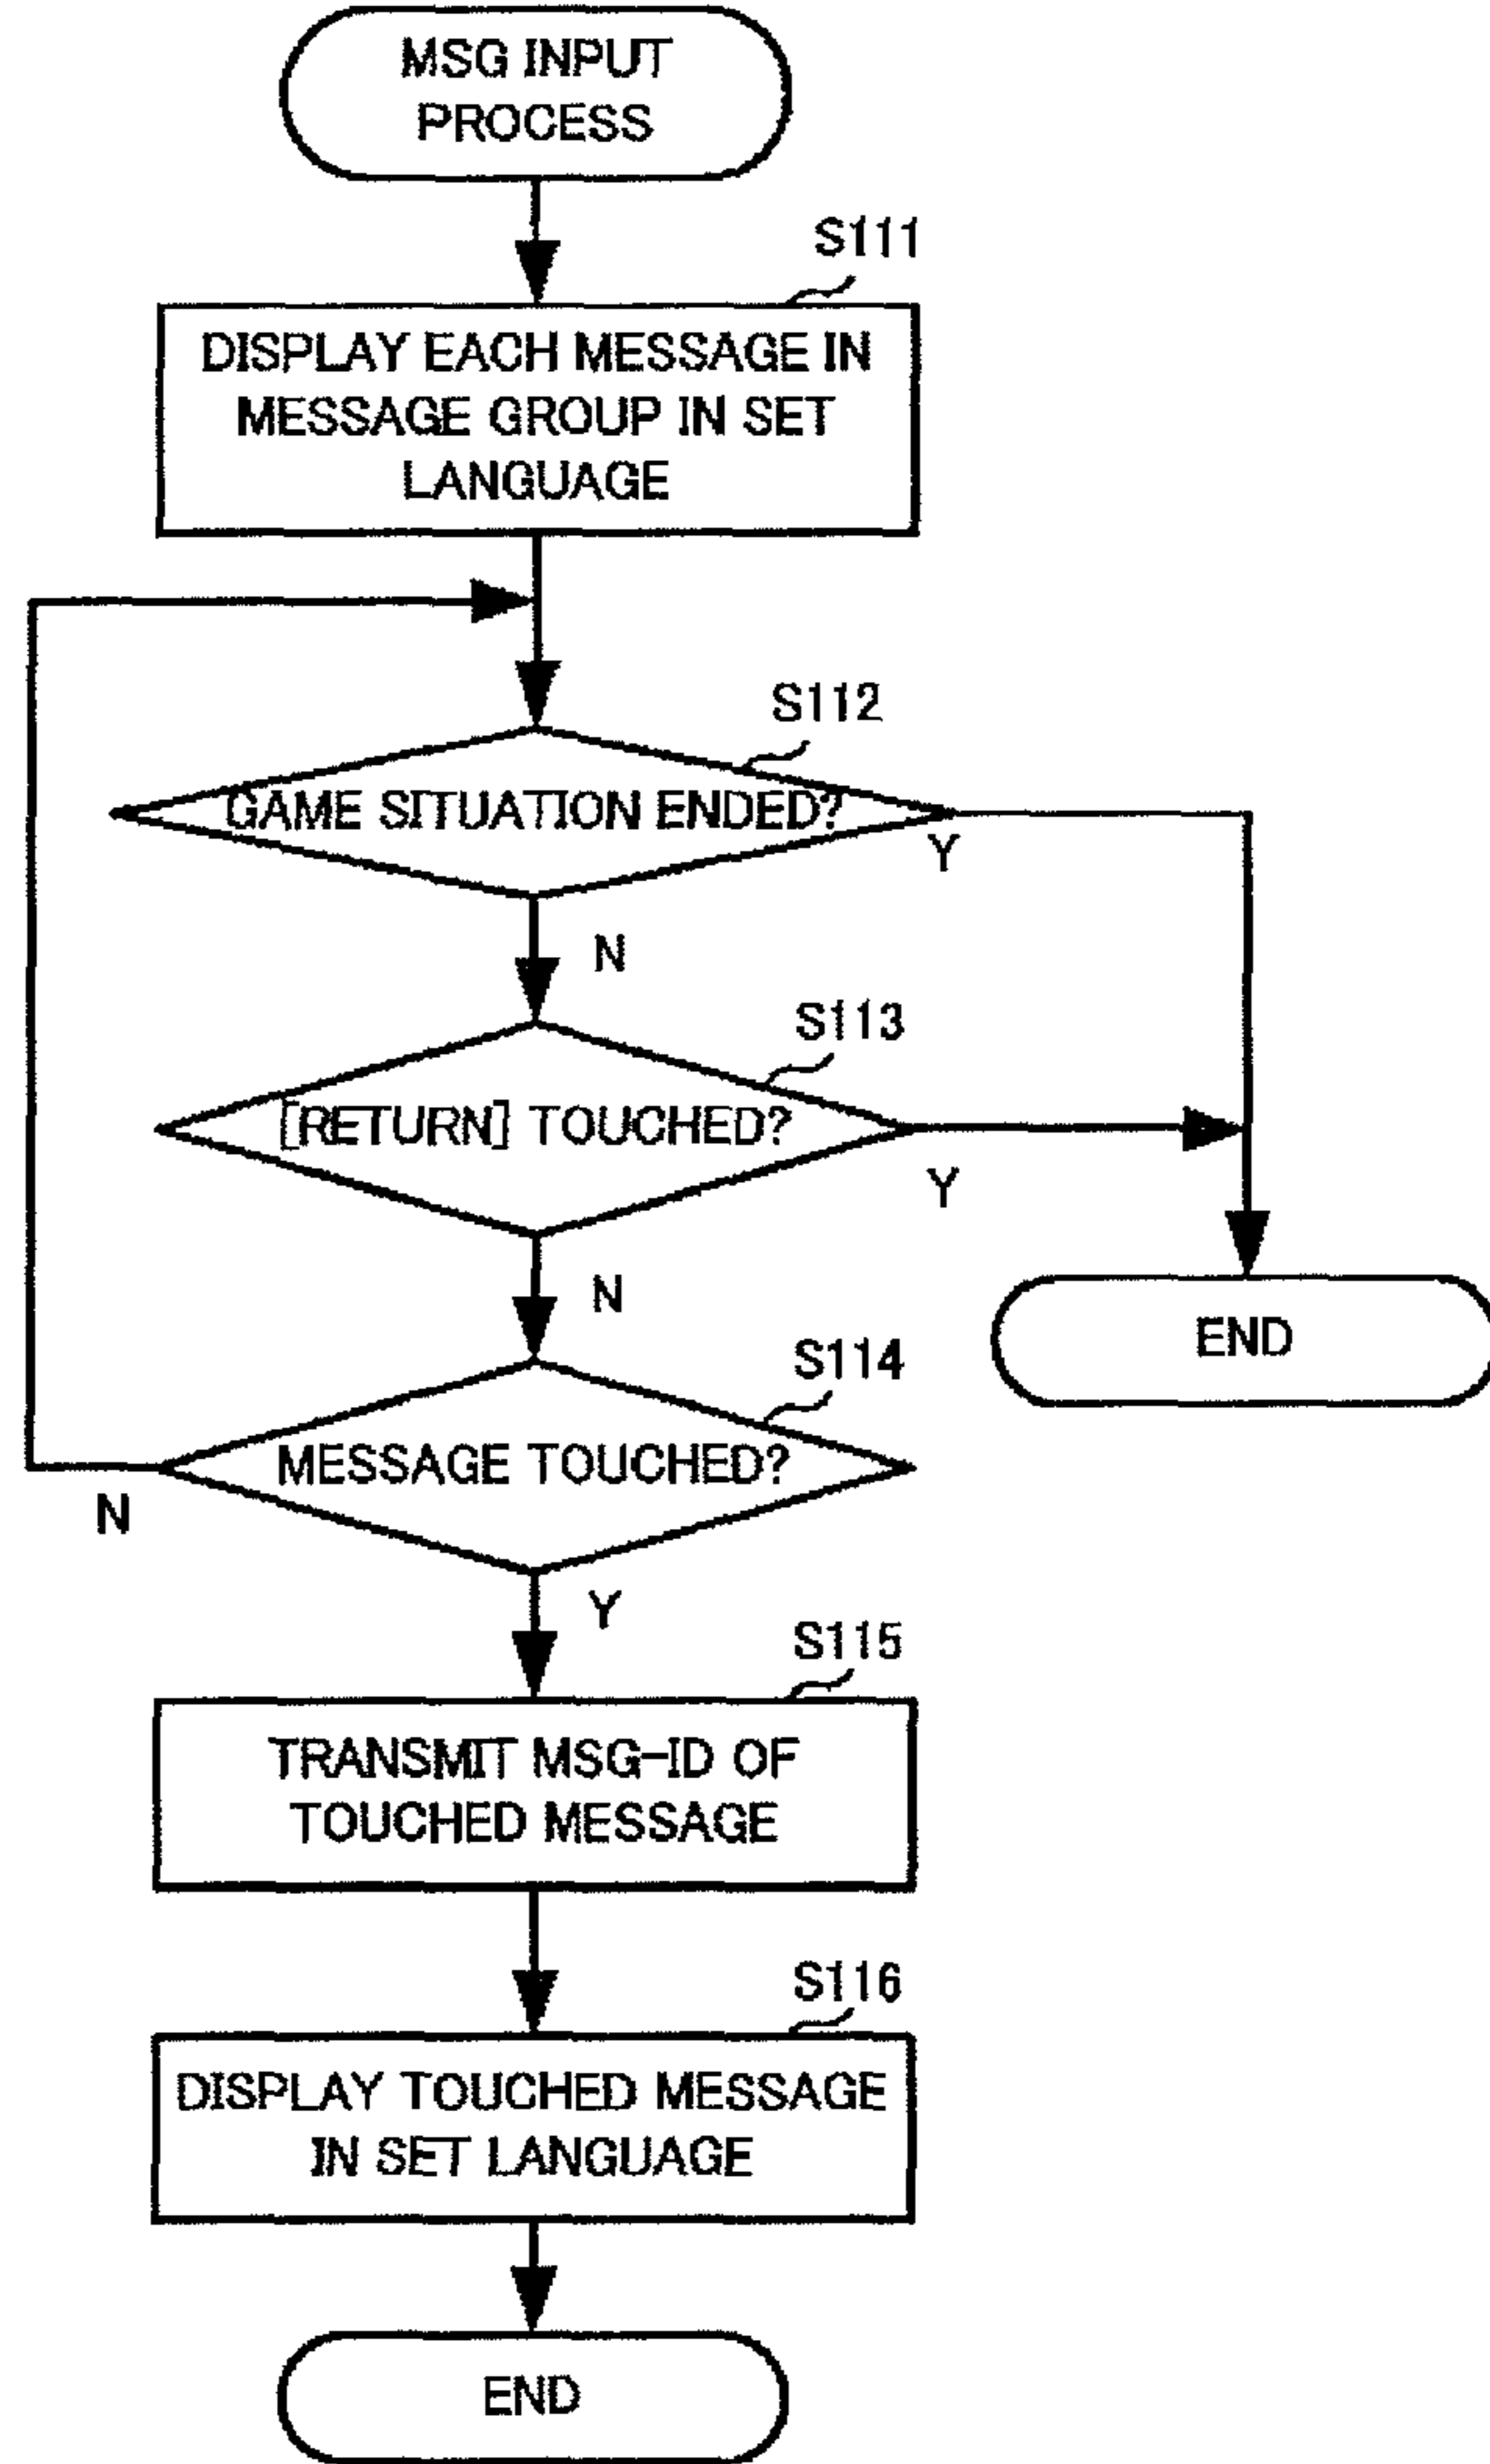 MSG INPUT
PROCESS
S111
DISPLAY EACH MESSAGE IN
MESSAGE GROUP IN SET
LANGUAGE
S112
GAME SITUATION ENDED?
Y
N
S113
[RETURN] TOUCHED?
Y
N
END
S114
MESSAGE TOUCHED?
N
Y
S115
TRANSMIT MSG-ID OF
TOUCHED MESSAGE
S116
DISPLAY TOUCHED MESSAGE
IN SET LANGUAGE
END